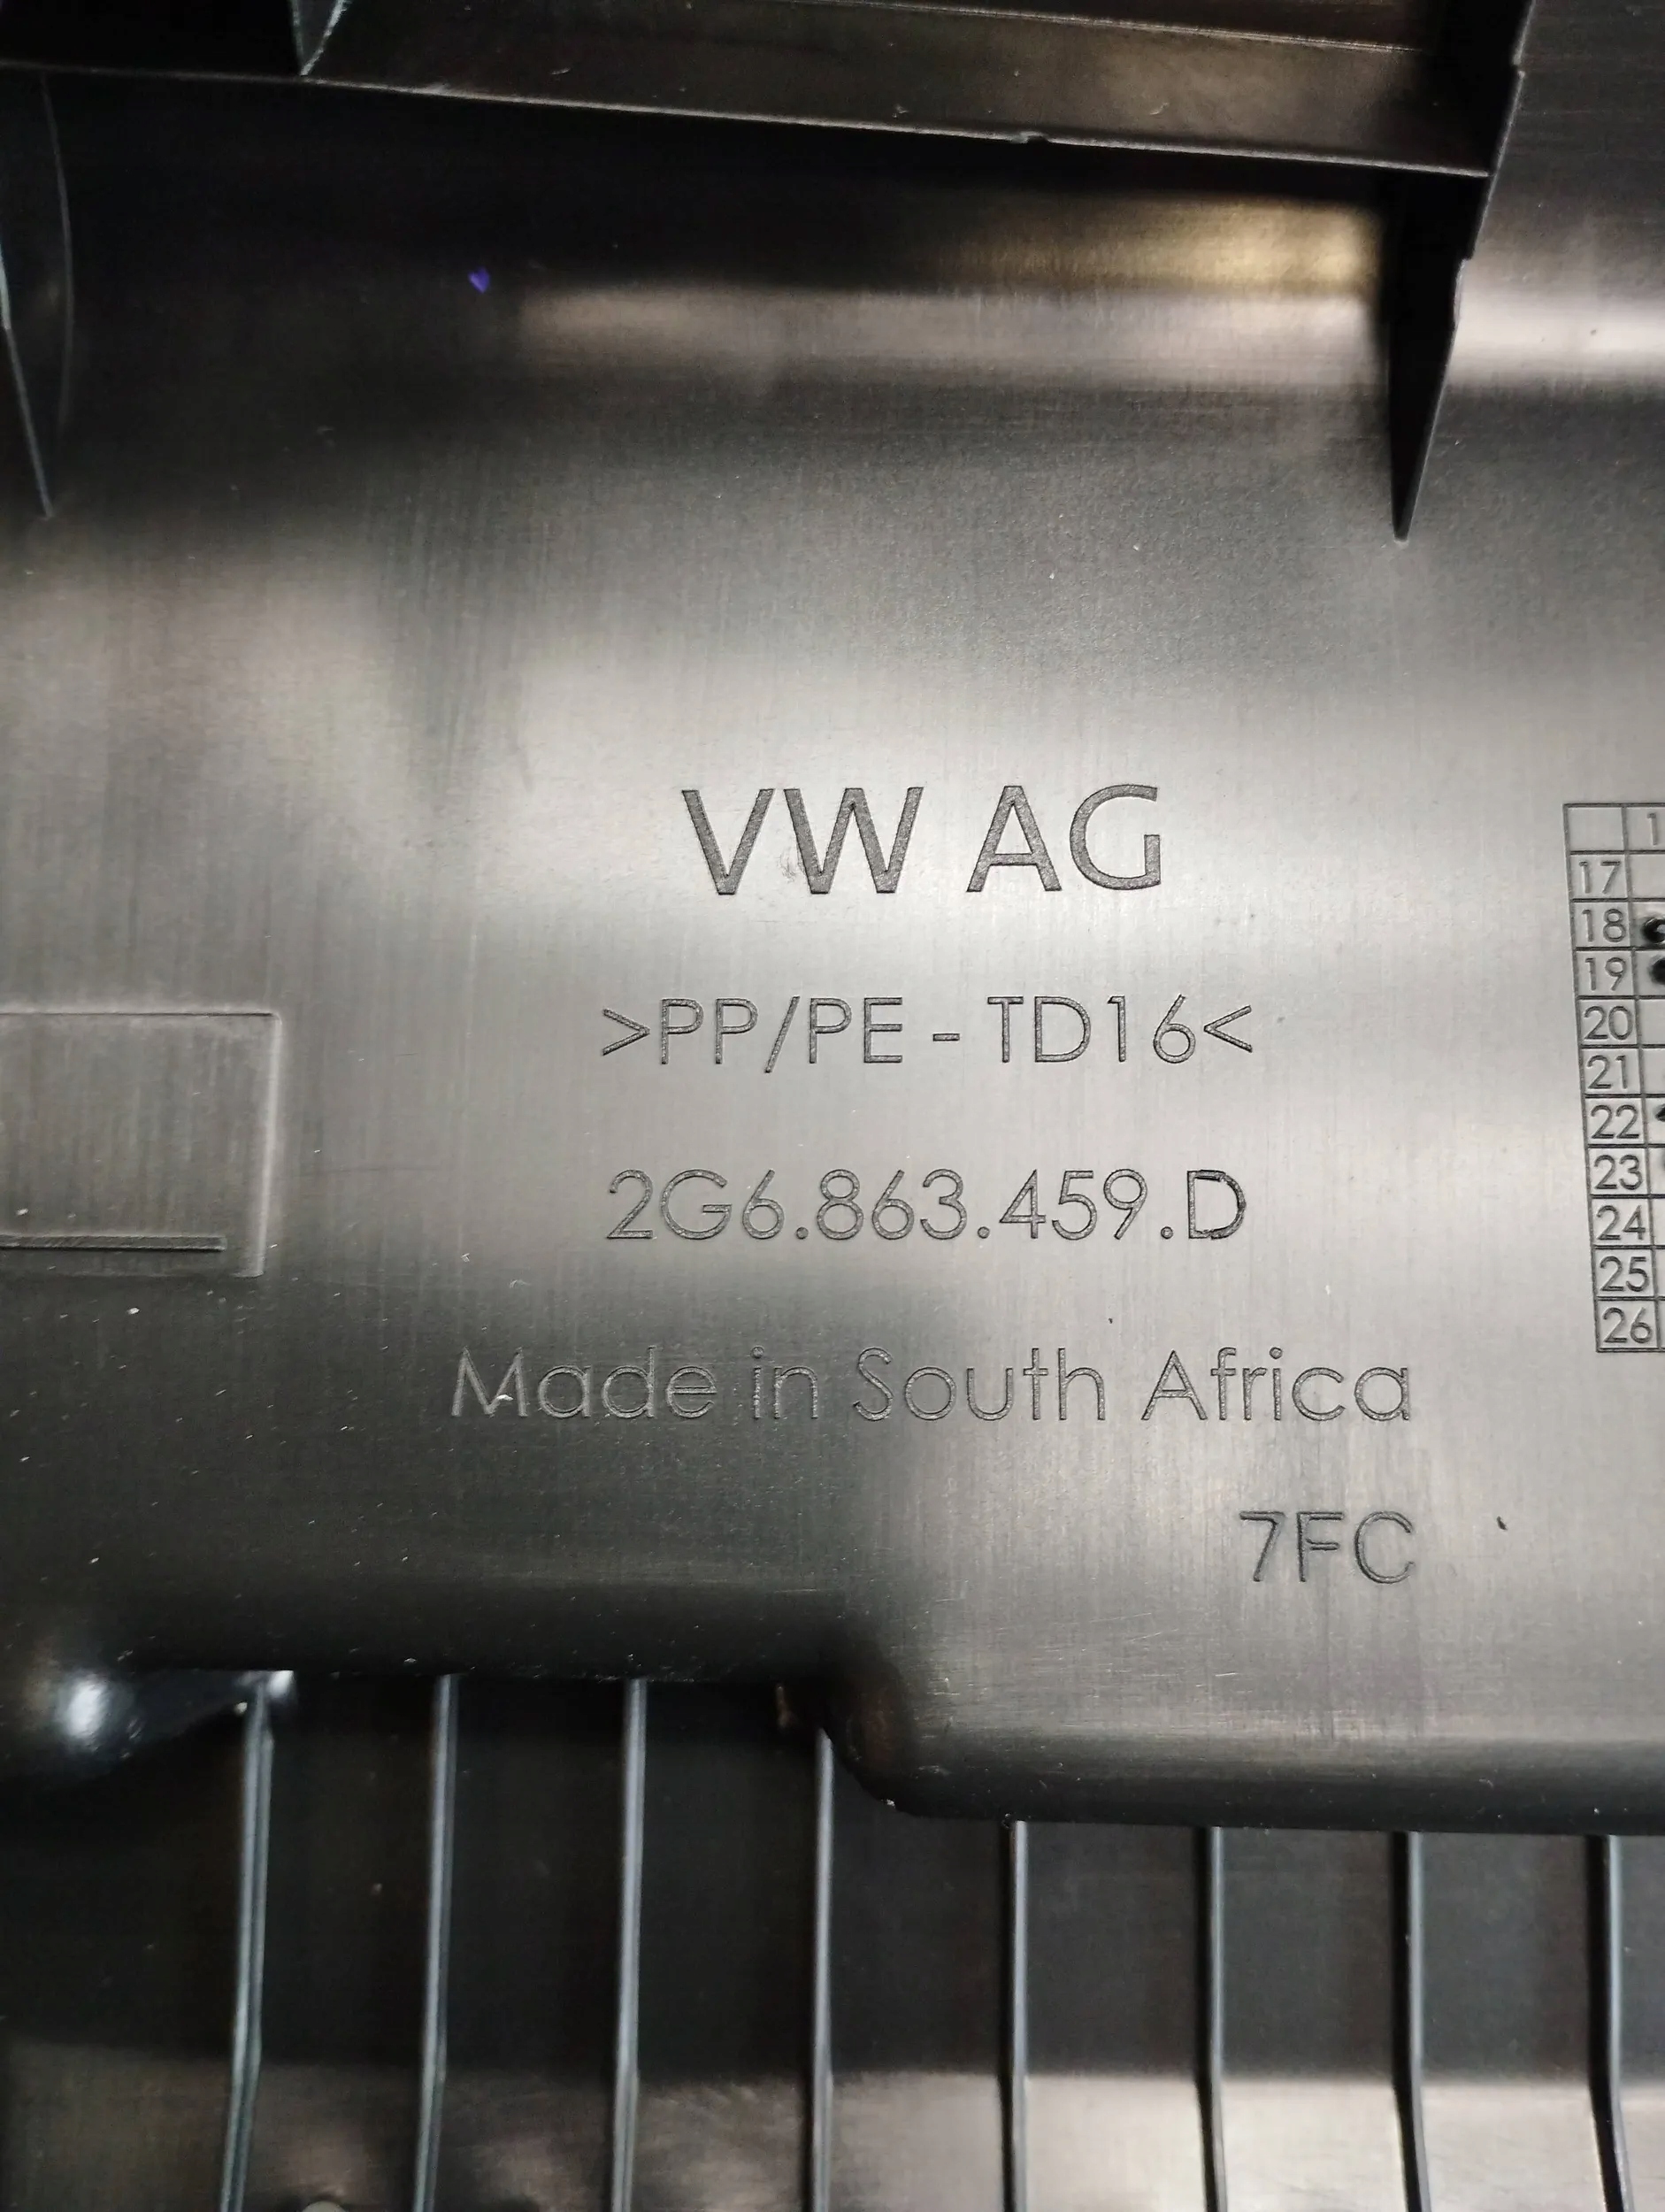 VW AG
>PP/PE - TD16<
2G6.863.459.D
Made in South Africa
7FC
1
17
18
19
20
21
22
23
24
25
26